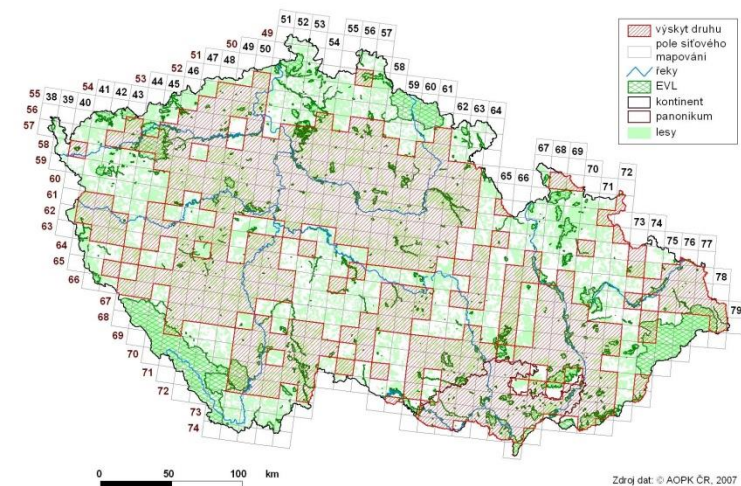 49 51 52 53 54 55 56 57
50 49 50
51 47 48
52 46
53 44 45
54 41 42 43
55 38 39 40
56
57
58
59
60
61
62
63
64
65
66
67
68
69
70
71
72
73
74
58
59 60 61
62 63 64
65 66
67 68 69
70
71 72
73 74
75 76 77
78
79
výskyt druhu
pole síťového
mapování
řeky
EVL
kontinent
panonikum
lesy
0 50 100 km
Zdroj dat: © AOPK ČR, 2007